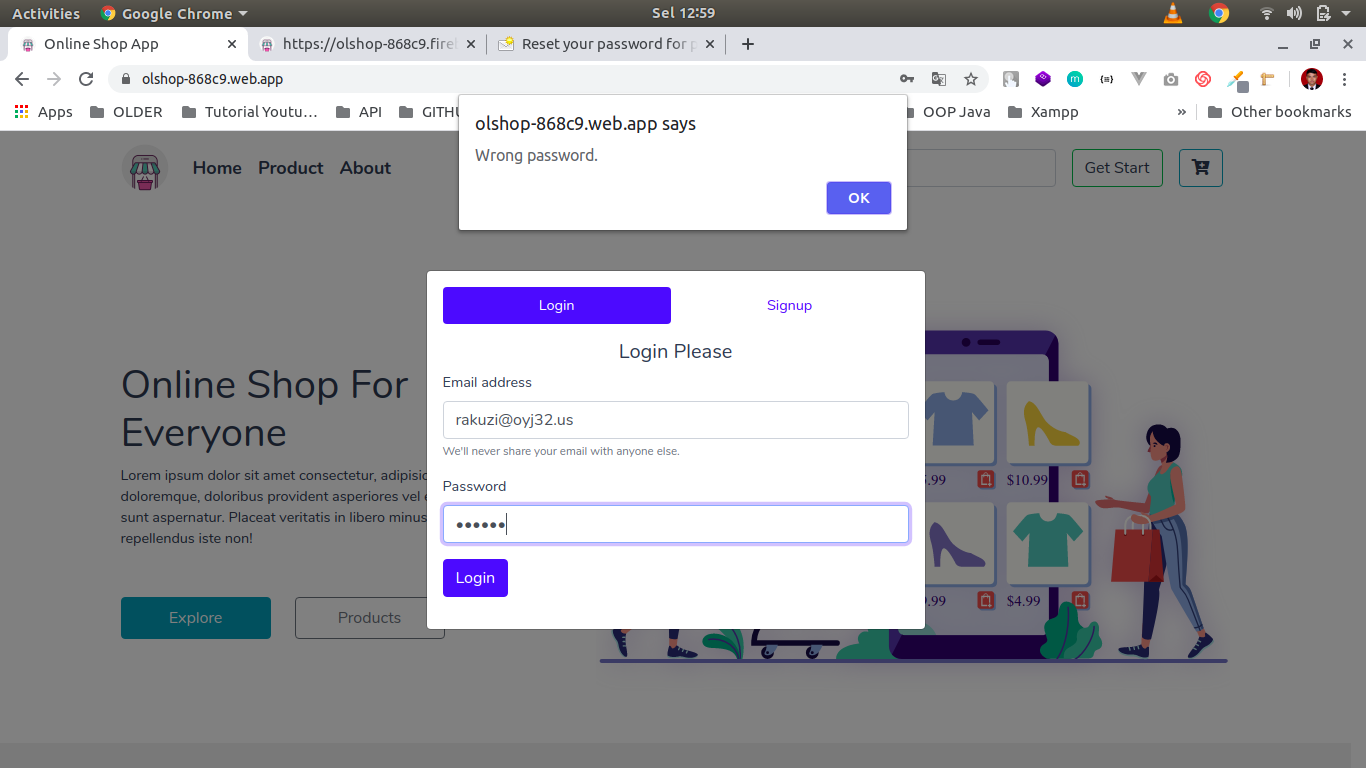 Activities Google Chrome Sel 12:59
Online Shop App https://olshop-868c9.firel Reset your password for p
olshop-868c9.web.app
Apps OLDER Tutorial Youtu... API GITHU OOP Java Xampp » Other bookmarks
olshop-868c9.web.app says
Wrong password.
OK
Home Product About Get Start
Login Signup
Login Please
Email address
rakuzi@oyj32.us
We'll never share your email with anyone else.
Password
••••••
Login
Online Shop For
Everyone
Lorem ipsum dolor sit amet consectetur, adipisic
doloremque, doloribus provident asperiores vel e
sunt aspernatur. Placeat veritatis in libero minus
repellendus iste non!
Explore Products
.99 $10.99
.99 $4.99